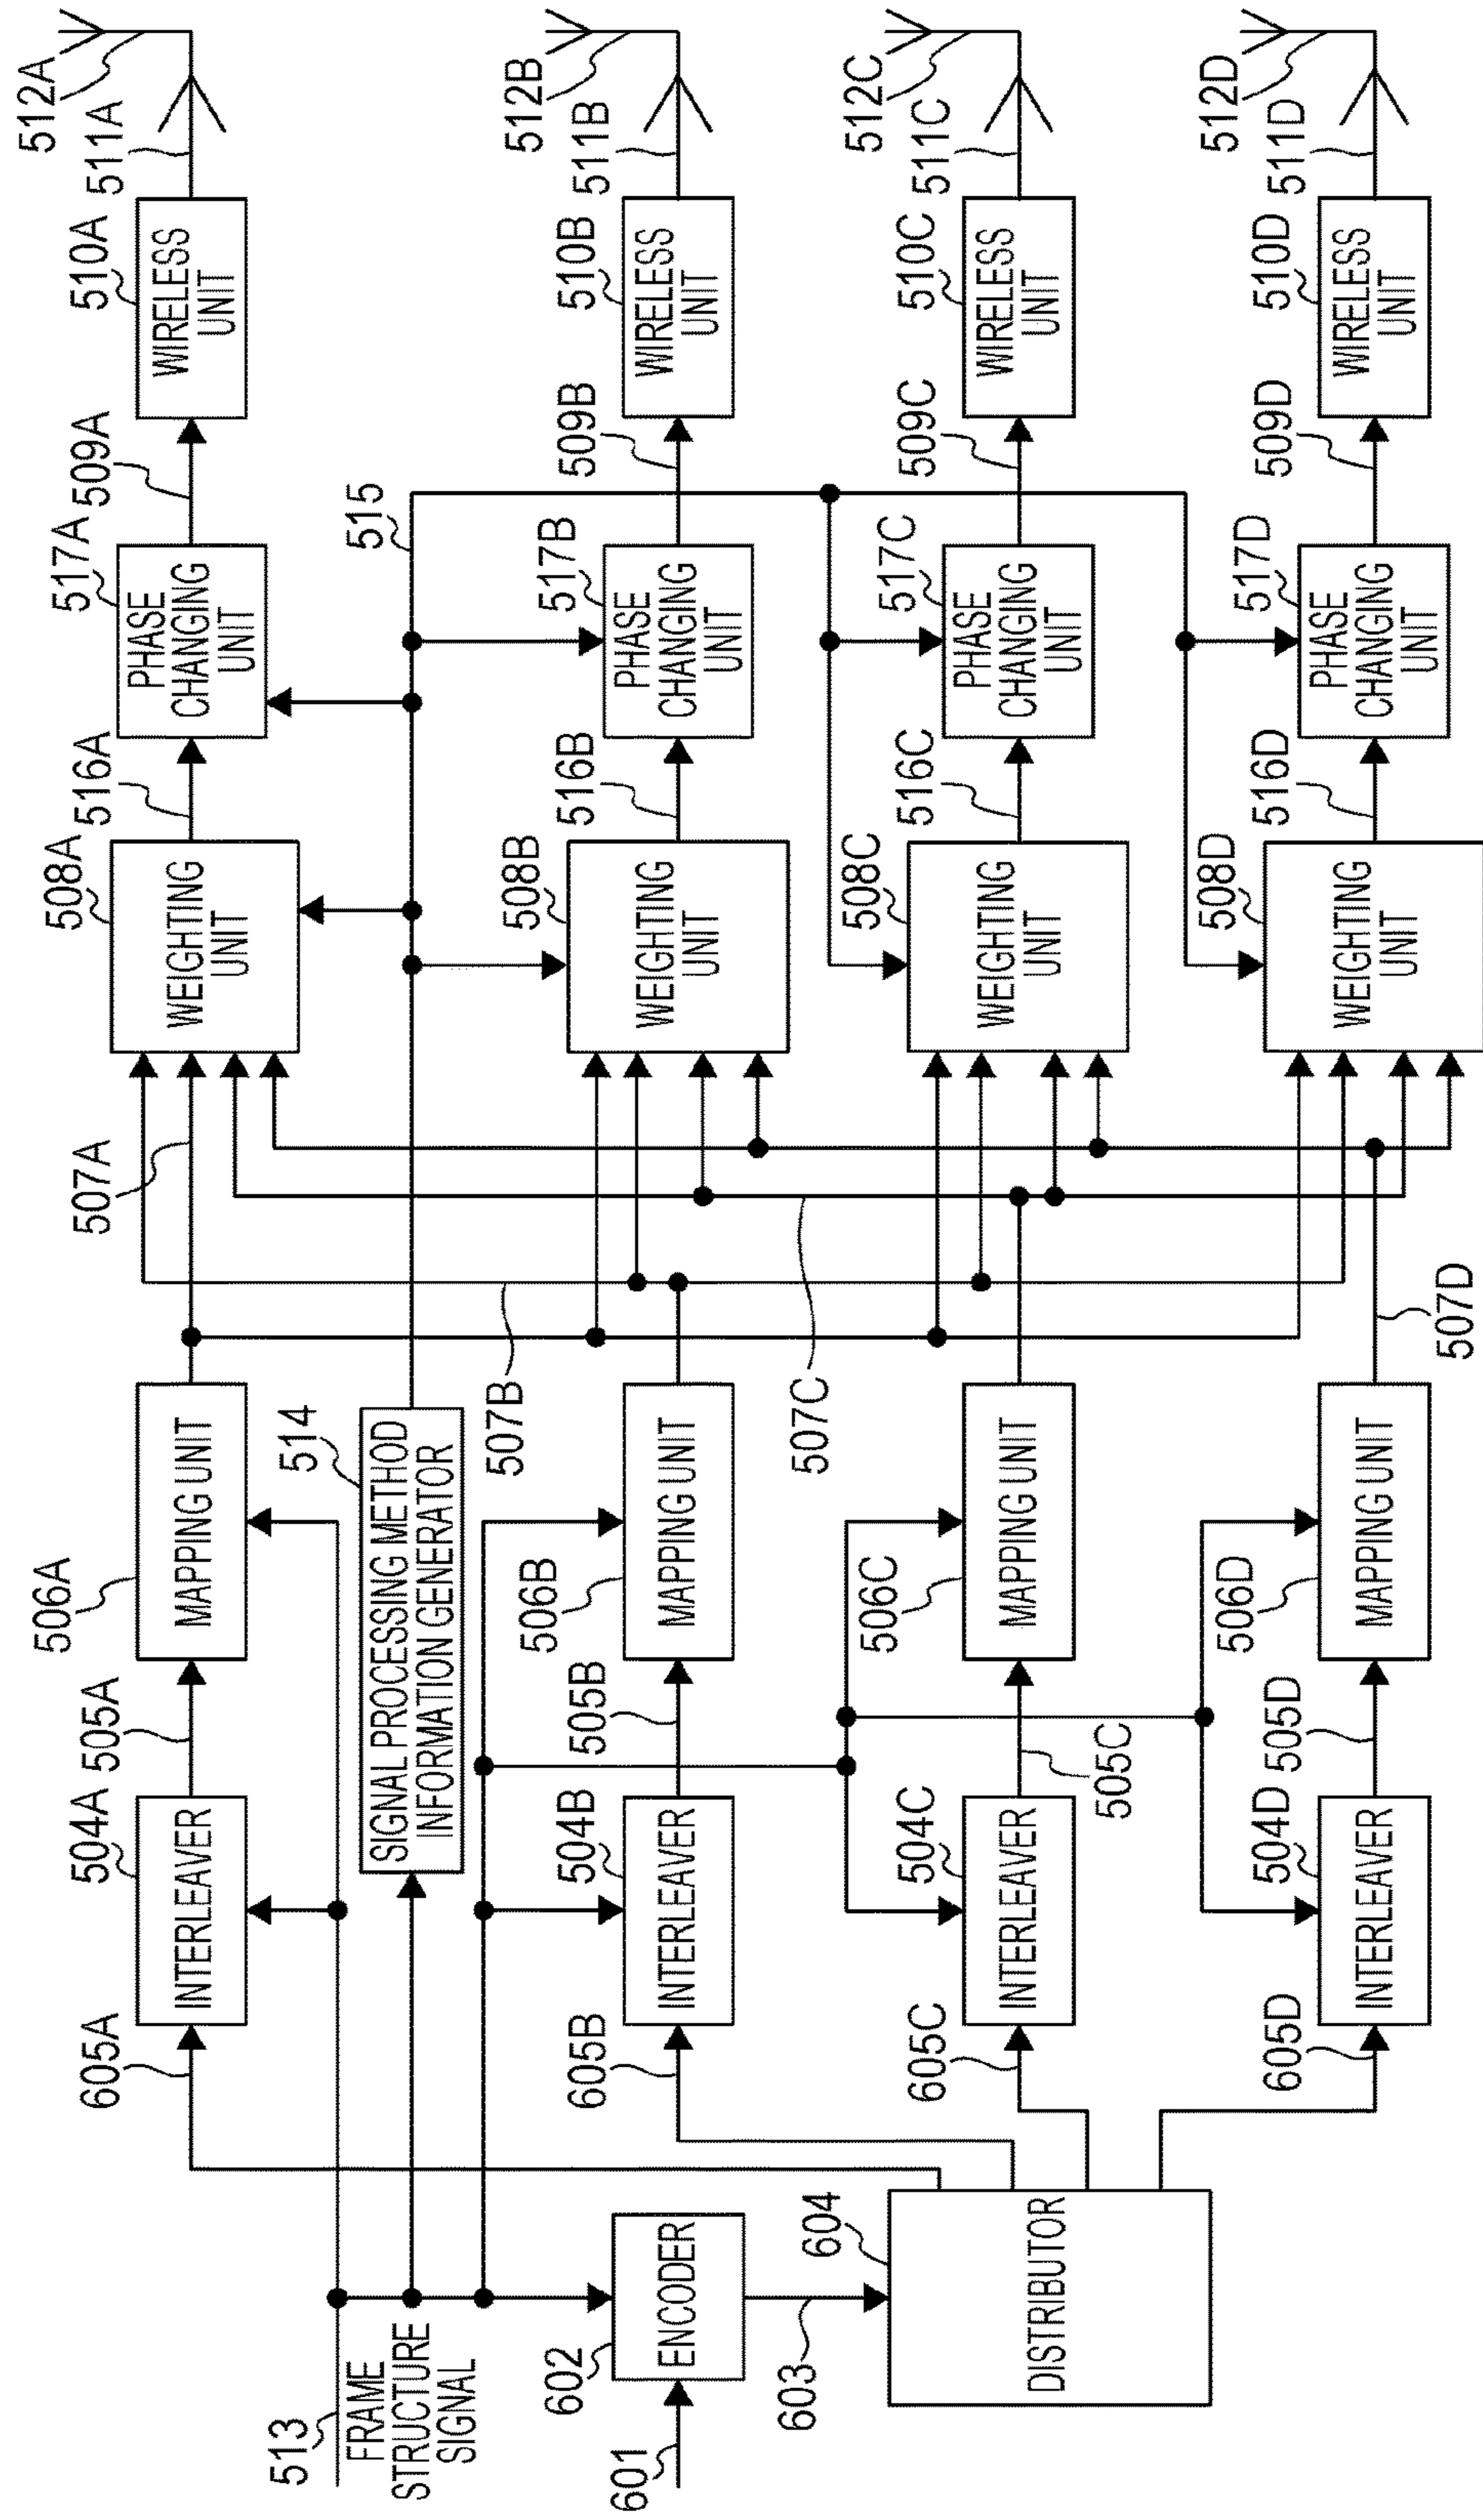 513
FRAME
STRUCTURE
SIGNAL
601
602
ENCODER
603
604
DISTRIBUTOR
605A
504A
INTERLEAVER
505A
506A
MAPPING UNIT
507A
508A
WEIGHTING
UNIT
516A
517A
PHASE
CHANGING
UNIT
509A
510A
WIRELESS
UNIT
511A
512A
514
SIGNAL PROCESSING METHOD
INFORMATION GENERATOR
515
605B
504B
INTERLEAVER
505B
506B
MAPPING UNIT
507B
508B
WEIGHTING
UNIT
516B
517B
PHASE
CHANGING
UNIT
509B
510B
WIRELESS
UNIT
511B
512B
605C
504C
INTERLEAVER
505C
506C
MAPPING UNIT
507C
508C
WEIGHTING
UNIT
516C
517C
PHASE
CHANGING
UNIT
509C
510C
WIRELESS
UNIT
511C
512C
605D
504D
INTERLEAVER
505D
506D
MAPPING UNIT
507D
508D
WEIGHTING
UNIT
516D
517D
PHASE
CHANGING
UNIT
509D
510D
WIRELESS
UNIT
511D
512D